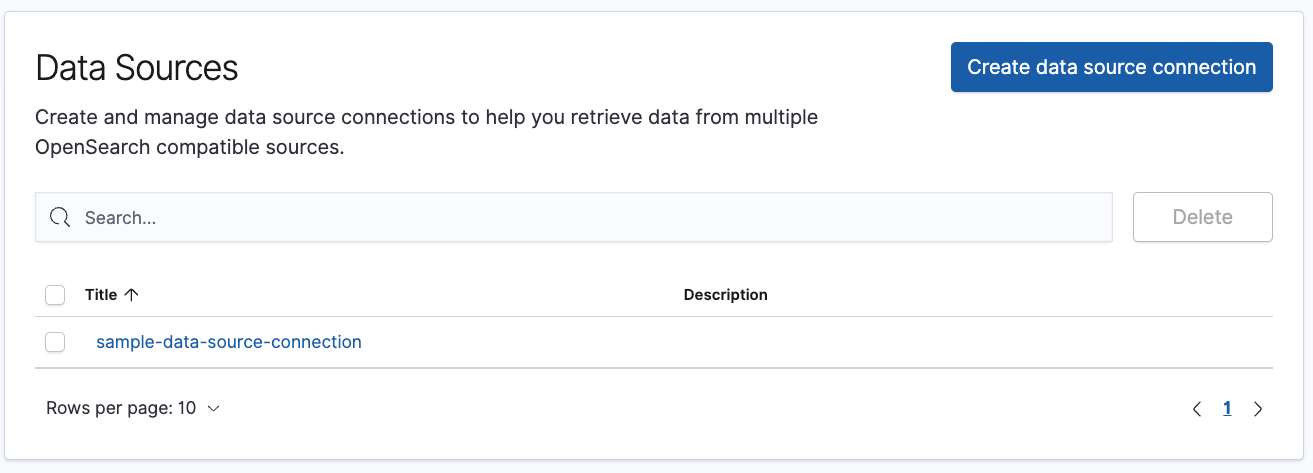 Data Sources
Create data source connection
Create and manage data source connections to help you retrieve data from multiple
OpenSearch compatible sources.
Search...
Delete
Title
Description
sample-data-source-connection
Rows per page: 10
1